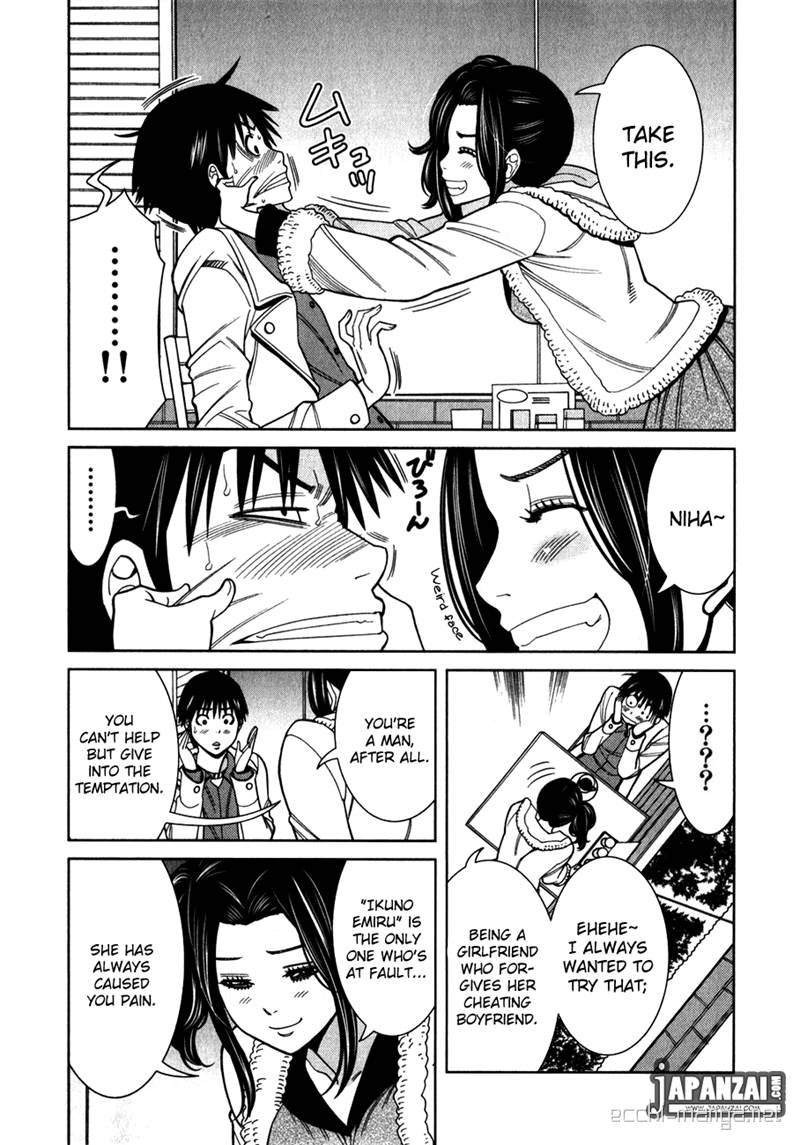 TAKE
THIS.
ムキュッ
......!!
NIHA~
びろーん
Weird face
........
...???
EHEHE~
I ALWAYS
WANTED TO
TRY THAT;
BEING A
GIRLFRIEND
WHO FOR-
GIVES HER
CHEATING
BOYFRIEND.
YOU'RE
A MAN,
AFTER ALL.
YOU
CAN'T HELP
BUT GIVE
INTO THE
TEMPTATION.
"IKUNO
EMIRU" IS
THE ONLY
ONE WHO'S
AT FAULT...
SHE HAS
ALWAYS
CAUSED
YOU PAIN.
JAPANZAI.COM
WWW.JAPANZAI.COM
ecchi-manga.net